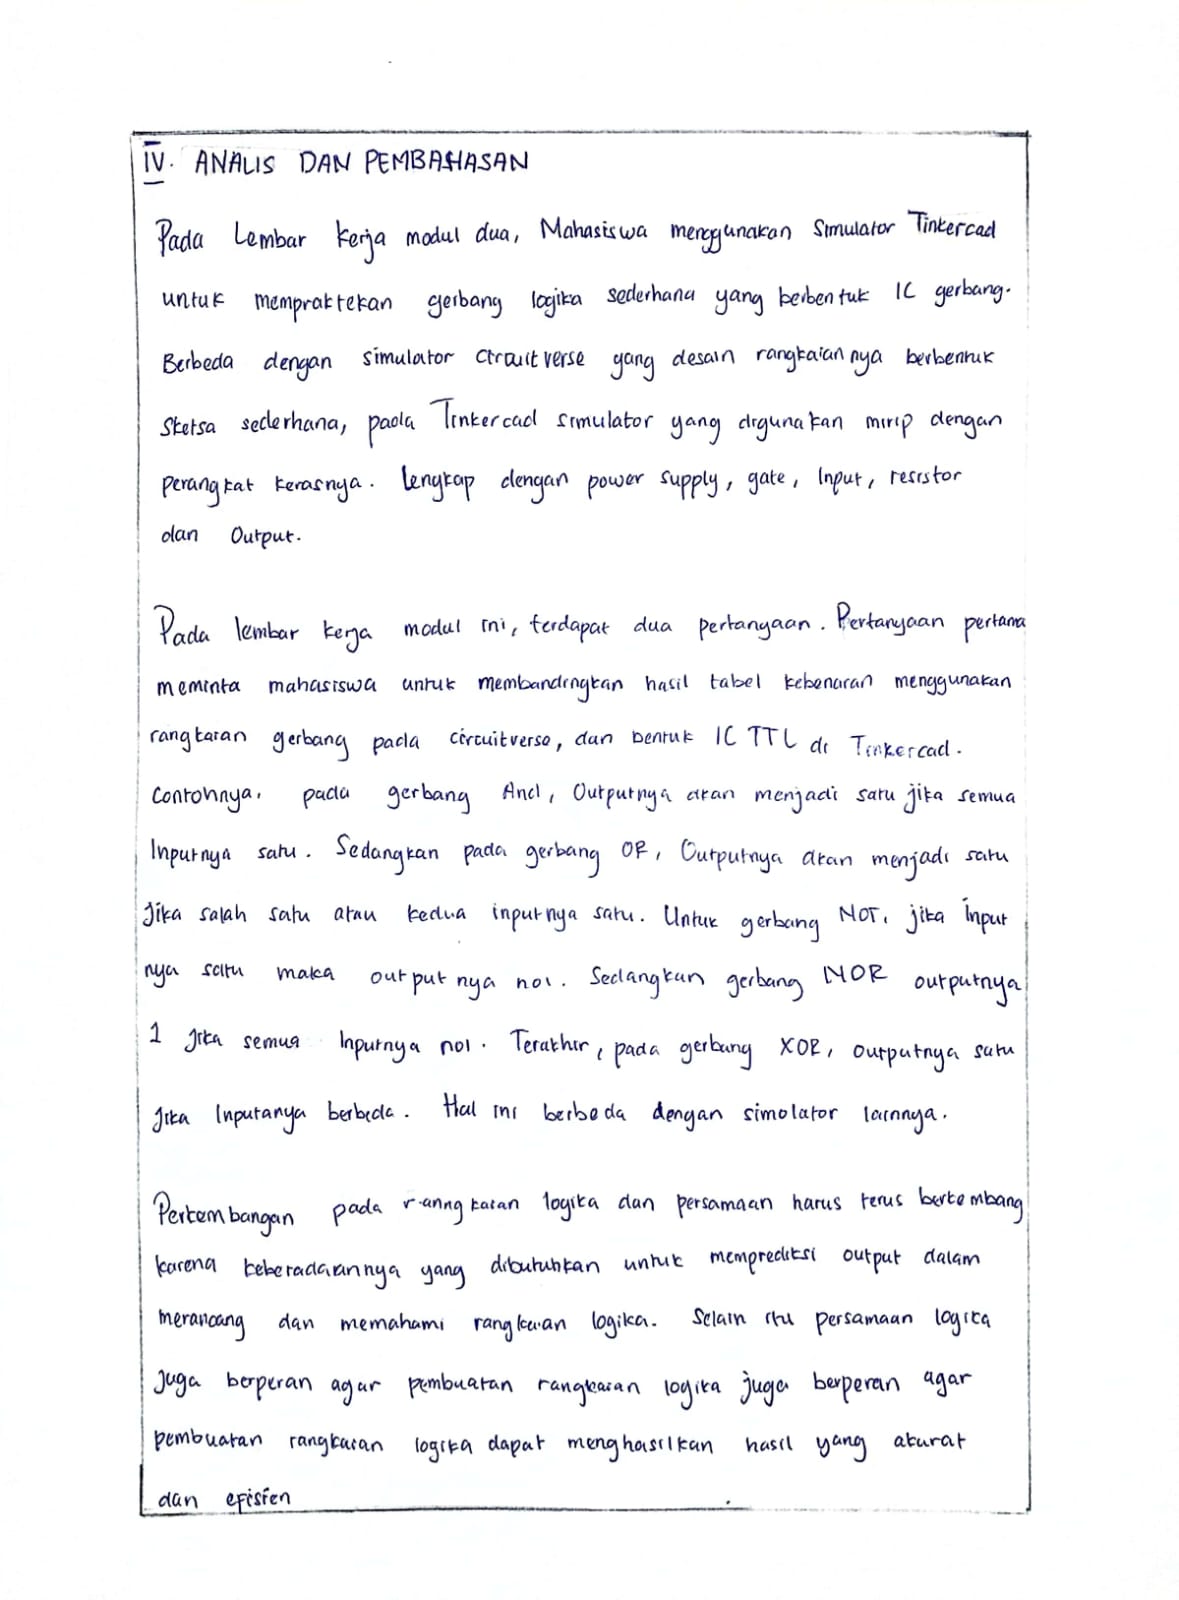 IV. ANALIS DAN PEMBAHASAN
Pada Lembar kerja modul dua, Mahasiswa menggunakan Simulator Tinkercad
untuk mempraktekan gerbang logika sederhana yang berbentuk IC gerbang.
Berbeda dengan simulator circuitverse yang desain rangkaiannya berbentuk
sketsa sederhana, pada Tinkercad simulator yang digunakan mirip dengan
perangkat kerasnya. Lengkap dengan power supply, gate, Input, resistor
dan Output.
Pada lembar kerja modul ini, terdapat dua pertanyaan. Pertanyaan pertama
meminta mahasiswa untuk membandingkan hasil tabel kebenaran menggunakan
rangkaian gerbang pada circuitverse, dan bentuk IC TTL di Tinkercad.
Contohnya, pada gerbang And, Outputnya akan menjadi satu jika semua
Inputnya satu. Sedangkan pada gerbang OR, Outputnya akan menjadi satu
Jika salah satu atau kedua inputnya satu. Untuk gerbang NOT, jika Input
nya satu maka output nya nol. Sedangkan gerbang NOR outputnya
1 Jika semua Inputnya nol. Terakhir, pada gerbang XOR, outputnya satu
Jika Inputanya berbeda. Hal ini berbeda dengan simolator lainnya.
Perkembangan pada ranngkaian logika dan persamaan harus terus berkembang
karena keberadaannya yang dibutuhkan untuk memprediksi output dalam
merancang dan memahami rangkaian logika. Selain itu persamaan logika
Juga berperan agar pembuatan rangkaian logika juga berperan agar
pembuatan rangkaian logika dapat menghasilkan hasil yang akurat
dan efisien